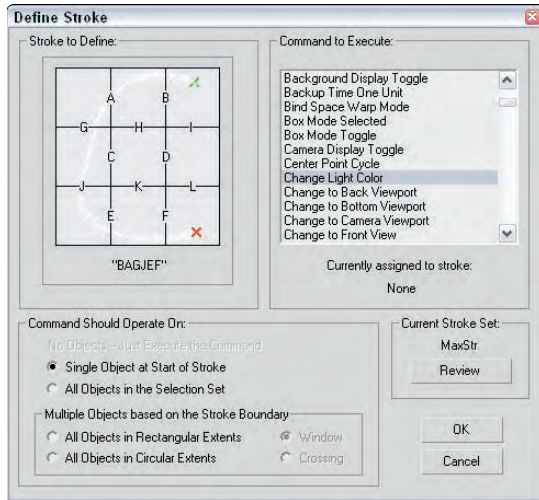 Define Stroke
Stroke to Define:
A B
G H I
C D
J K L
E F
"BAGJEF"
Command to Execute:
Background Display Toggle
Backup Time One Unit
Bind Space Warp Mode
Box Mode Selected
Box Mode Toggle
Camera Display Toggle
Center Point Cycle
Change Light Color
Change to Back Viewport
Change to Bottom Viewport
Change to Camera Viewport
Change to Front View
Currently assigned to stroke:
None
Command Should Operate On:
No Objects - Just Execute the Command
Single Object at Start of Stroke
All Objects in the Selection Set
Multiple Objects based on the Stroke Boundary
All Objects in Rectangular Extents Window
All Objects in Circular Extents Crossing
Current Stroke Set:
MaxStr
Review
OK
Cancel